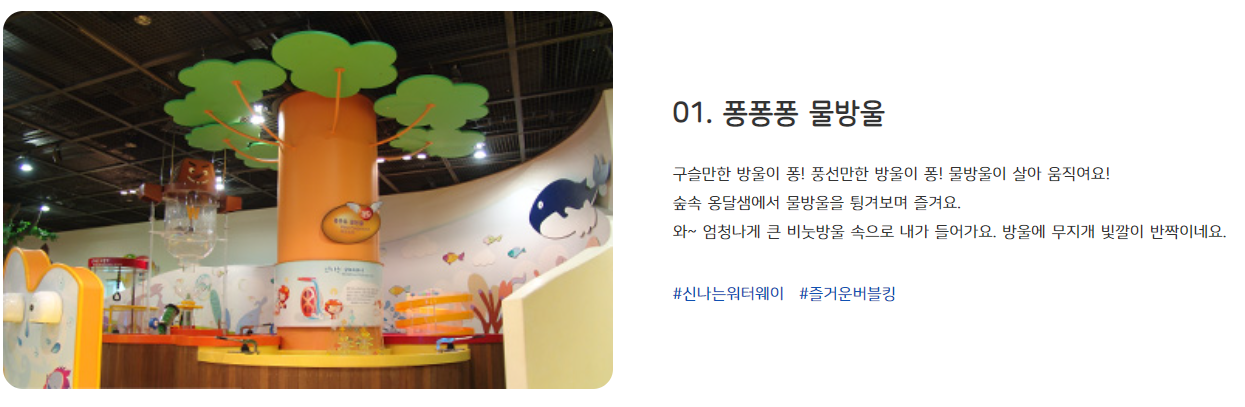 01. 퐁퐁퐁 물방울
구슬만한 방울이 퐁! 풍선만한 방울이 퐁! 물방울이 살아 움직여요!
숲속 옹달샘에서 물방울을 튕겨보며 즐겨요.
와~ 엄청나게 큰 비눗방울 속으로 내가 들어가요. 방울에 무지개 빛깔이 반짝이네요.
#신나는워터웨이 #즐거운버블킹